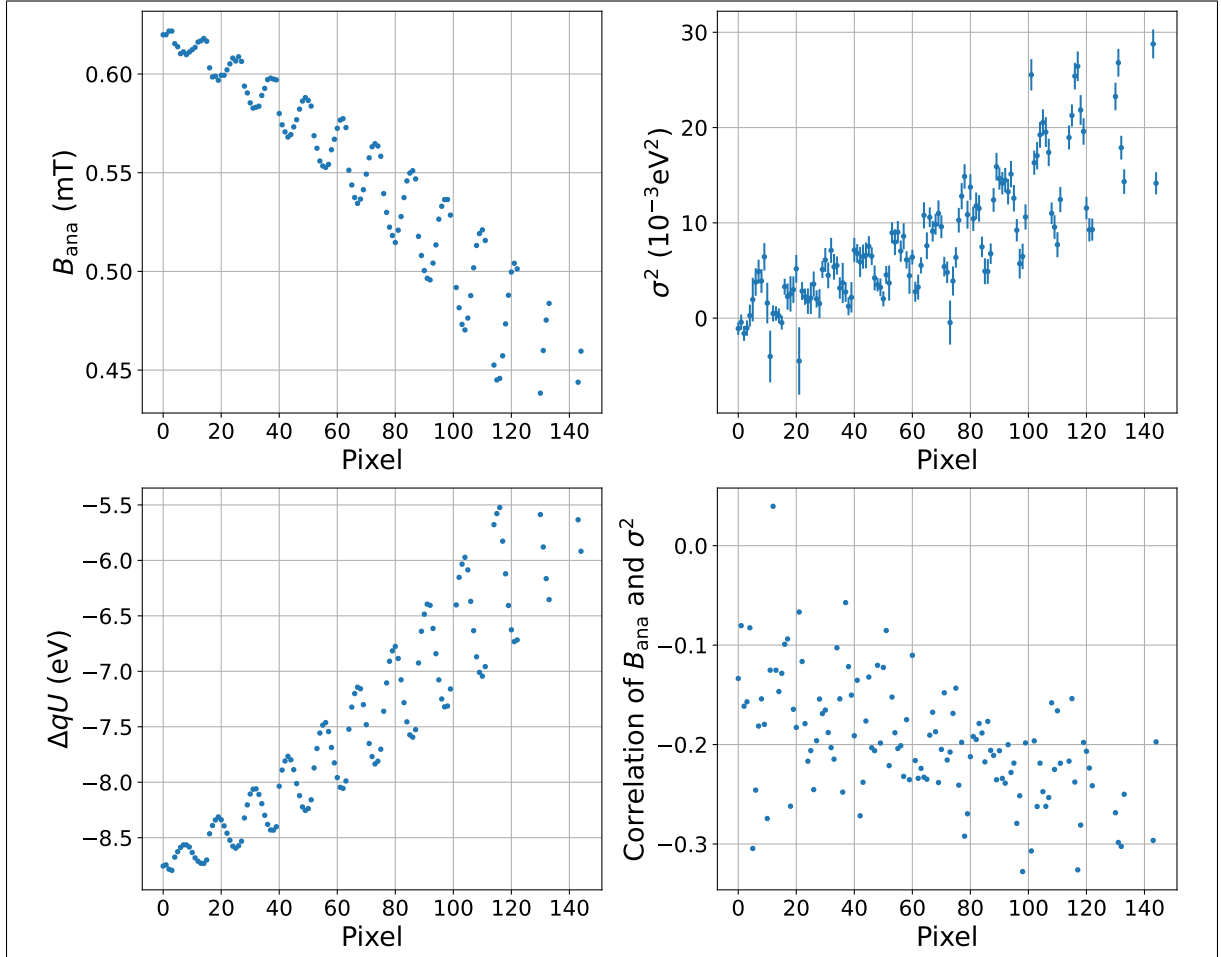 0.60
0.55
0.50
0.45
B_ana (mT)
0 20 40 60 80 100 120 140
Pixel
30
20
10
0
σ² (10⁻³eV²)
0 20 40 60 80 100 120 140
Pixel
−5.5
−6.0
−6.5
−7.0
−7.5
−8.0
−8.5
ΔqU (eV)
0 20 40 60 80 100 120 140
Pixel
0.0
−0.1
−0.2
−0.3
Correlation of B_ana and σ²
0 20 40 60 80 100 120 140
Pixel